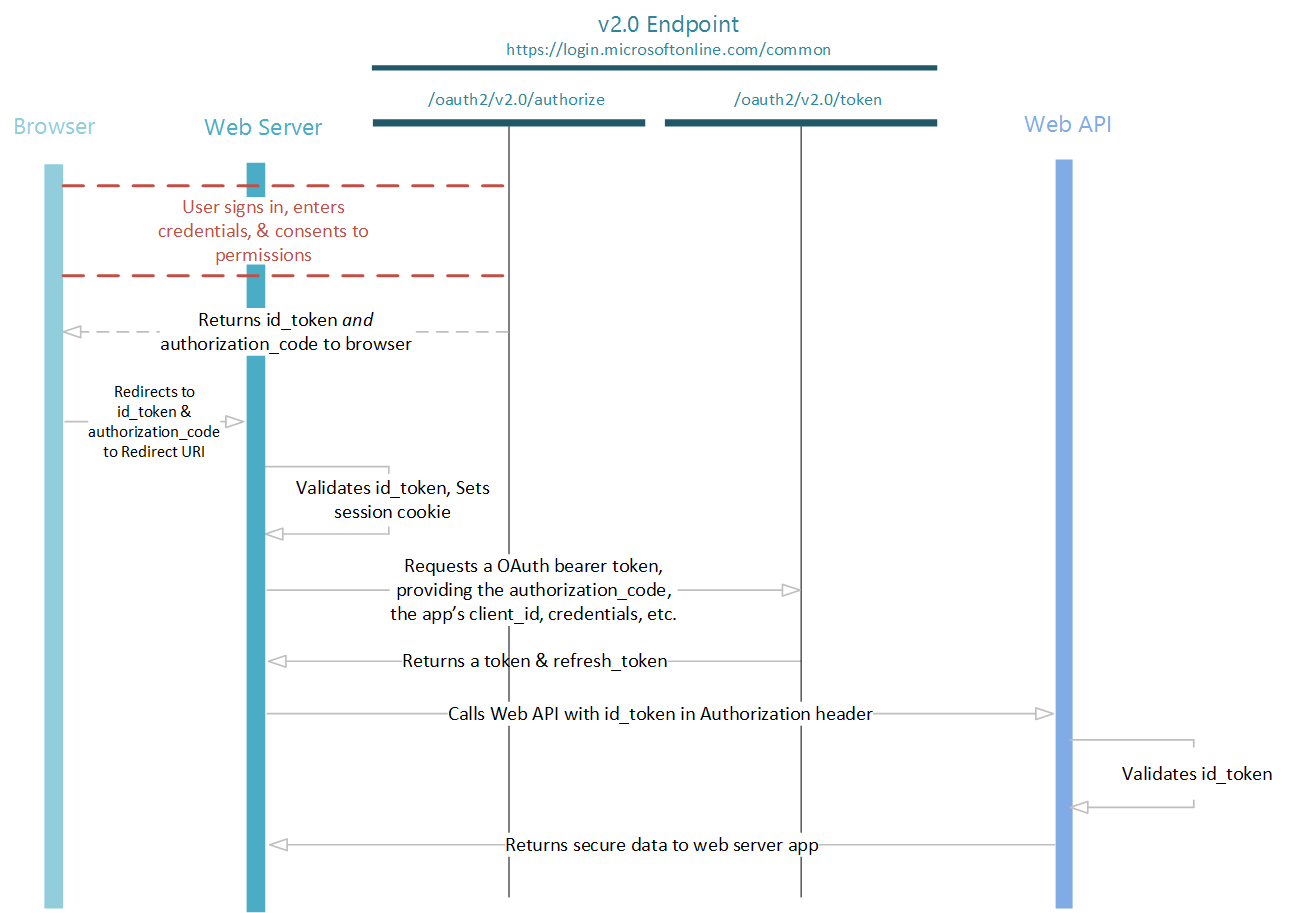 v2.0 Endpoint
https://login.microsoftonline.com/common
/oauth2/v2.0/authorize
/oauth2/v2.0/token
Browser
Web Server
Web API
User signs in, enters
credentials, & consents to
permissions
Returns id_token and
authorization_code to browser
Redirects to
id_token &
authorization_code
to Redirect URI
Validates id_token, Sets
session cookie
Requests a OAuth bearer token,
providing the authorization_code,
the app’s client_id, credentials, etc.
Returns a token & refresh_token
Calls Web API with id_token in Authorization header
Validates id_token
Returns secure data to web server app